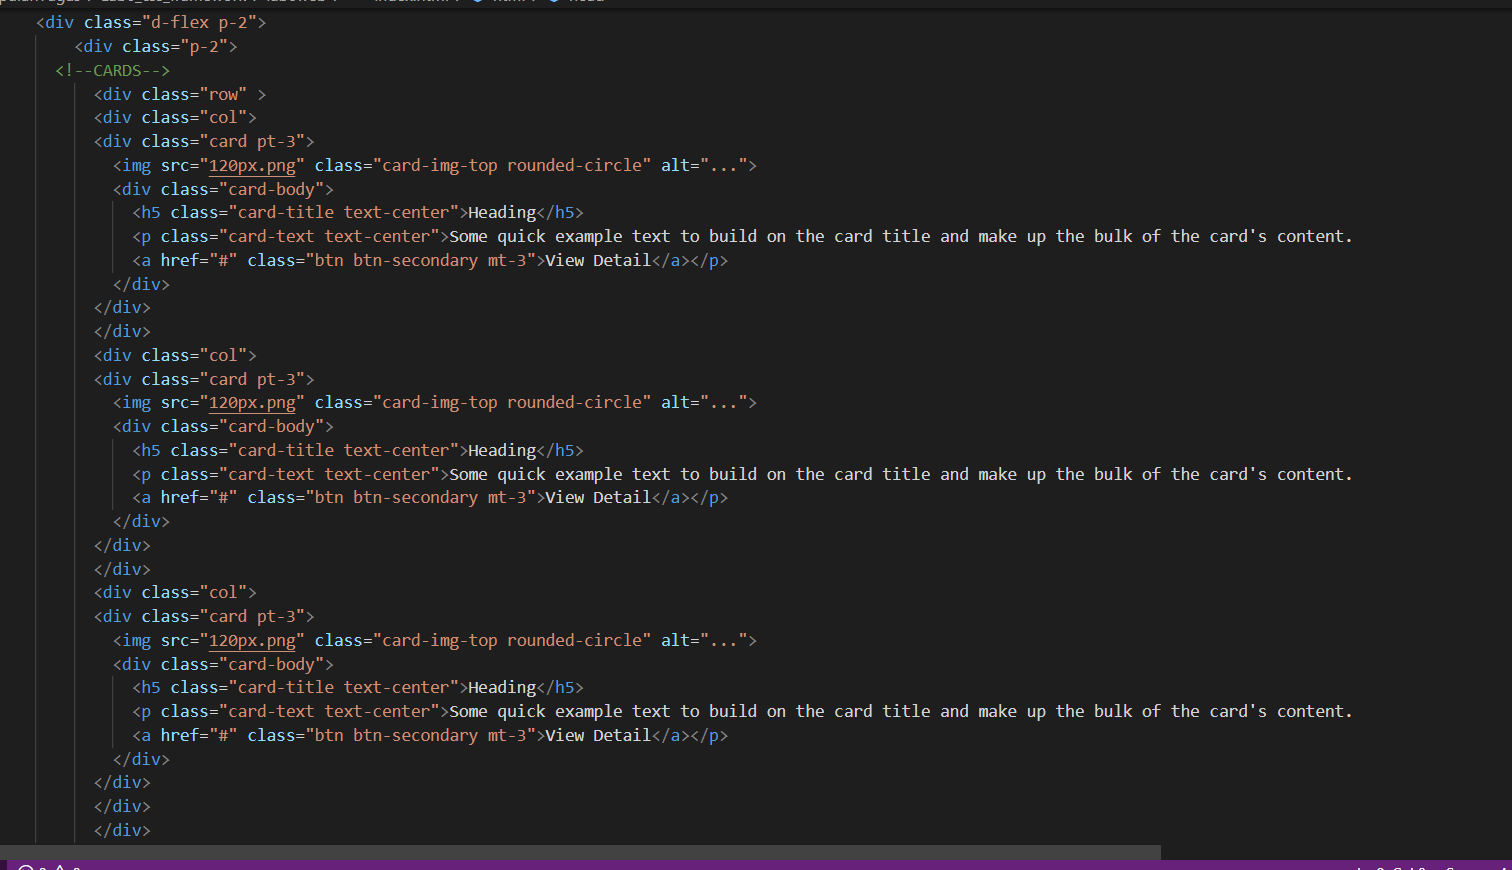 <div class="d-flex p-2">
<div class="p-2">
<!--CARDS-->
<div class="row" >
<div class="col">
<div class="card pt-3">
<img src="120px.png" class="card-img-top rounded-circle" alt="...">
<div class="card-body">
<h5 class="card-title text-center">Heading</h5>
<p class="card-text text-center">Some quick example text to build on the card title and make up the bulk of the card's content.
<a href="#" class="btn btn-secondary mt-3">View Detail</a></p>
</div>
</div>
</div>
<div class="col">
<div class="card pt-3">
<img src="120px.png" class="card-img-top rounded-circle" alt="...">
<div class="card-body">
<h5 class="card-title text-center">Heading</h5>
<p class="card-text text-center">Some quick example text to build on the card title and make up the bulk of the card's content.
<a href="#" class="btn btn-secondary mt-3">View Detail</a></p>
</div>
</div>
</div>
<div class="col">
<div class="card pt-3">
<img src="120px.png" class="card-img-top rounded-circle" alt="...">
<div class="card-body">
<h5 class="card-title text-center">Heading</h5>
<p class="card-text text-center">Some quick example text to build on the card title and make up the bulk of the card's content.
<a href="#" class="btn btn-secondary mt-3">View Detail</a></p>
</div>
</div>
</div>
</div>